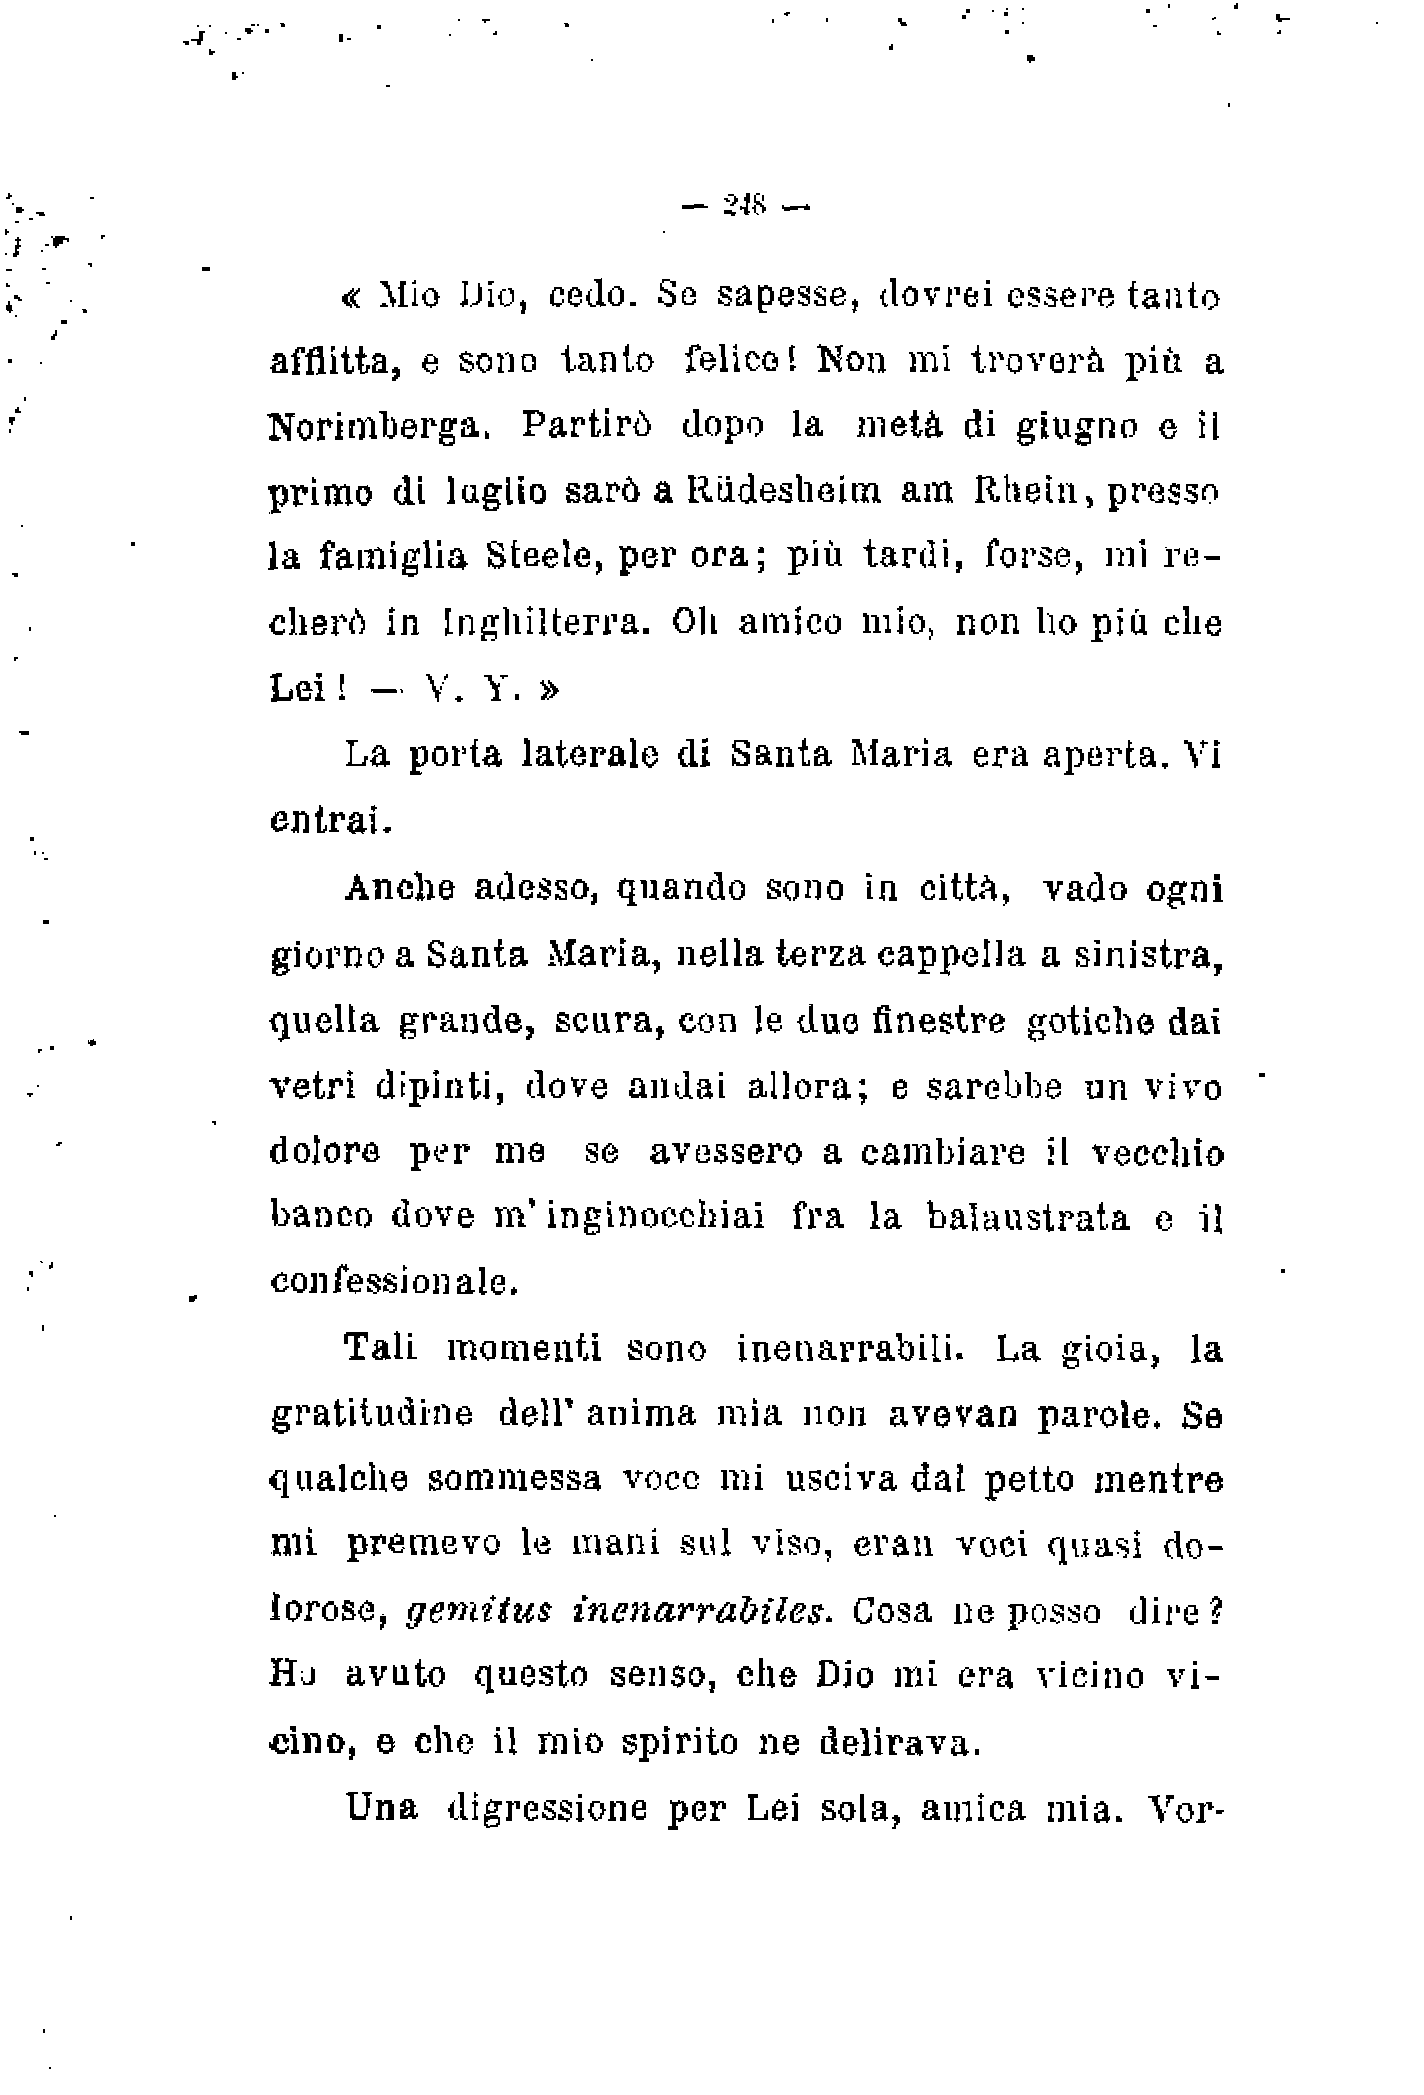 — 248 —
« Mio Dio, cedo. Se sapesse, dovrei essere tanto
afflitta, e sono tanto felice! Non mi troverà più a
Norimberga. Partirò dopo la metà di giugno e il
primo di luglio sarò a Rüdesheim am Rhein, presso
la famiglia Steele, per ora; più tardi, forse, mi re-
cherò in Inghilterra. Oh amico mio, non ho più che
Lei! — V. Y. »
La porta laterale di Santa Maria era aperta. Vi
entrai.
Anche adesso, quando sono in città, vado ogni
giorno a Santa Maria, nella terza cappella a sinistra,
quella grande, scura, con le due finestre gotiche dai
vetri dipinti, dove andai allora; e sarebbe un vivo
dolore per me se avessero a cambiare il vecchio
banco dove m' inginocchiai fra la balaustrata e il
confessionale.
Tali momenti sono inenarrabili. La gioia, la
gratitudine dell' anima mia non avevan parole. Se
qualche sommessa voce mi usciva dal petto mentre
mi premevo le mani sul viso, eran voci quasi do-
lorose, gemitus inenarrabiles. Cosa ne posso dire?
Ho avuto questo senso, che Dio mi era vicino vi-
cino, e che il mio spirito ne delirava.
Una digressione per Lei sola, amica mia. Vor-